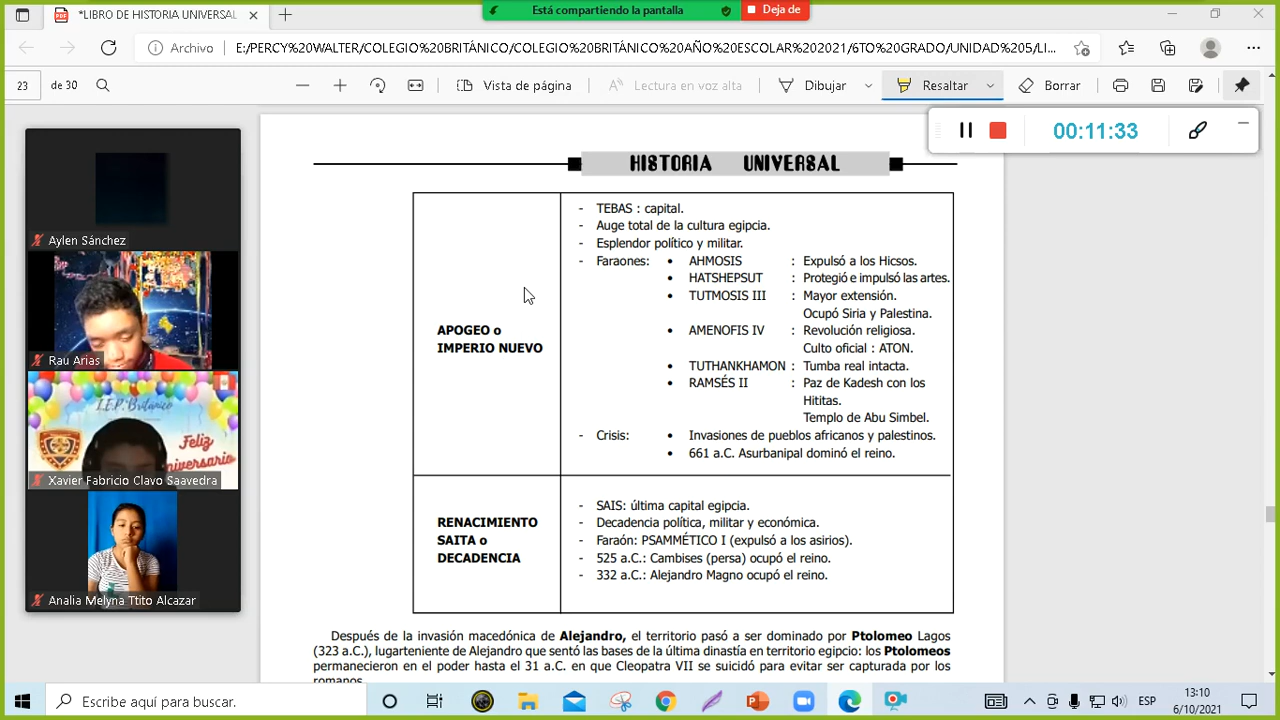 *LIBRO DE HISTORIA UNIVERSAL
Está compartiendo la pantalla
Deja de
Archivo
E:/PERCY%20WALTER/COLEGIO%20BRITÁNICO/COLEGIO%20BRITÁNICO%20AÑO%20ESCOLAR%202021/6TO%20GRADO/UNIDAD%205/LI...
23 de 30
Vista de página
Lectura en voz alta
Dibujar
Resaltar
Borrar
00:11:33
HISTORIA UNIVERSAL
APOGEO o
IMPERIO NUEVO
- TEBAS : capital.
- Auge total de la cultura egipcia.
- Esplendor político y militar.
- Faraones: • AHMOSIS : Expulsó a los Hicsos.
• HATSHEPSUT : Protegió e impulsó las artes.
• TUTMOSIS III : Mayor extensión.
Ocupó Siria y Palestina.
• AMENOFIS IV : Revolución religiosa.
Culto oficial : ATON.
• TUTHANKHAMON : Tumba real intacta.
• RAMSÉS II : Paz de Kadesh con los
Hititas.
Templo de Abu Simbel.
- Crisis: • Invasiones de pueblos africanos y palestinos.
• 661 a.C. Asurbanipal dominó el reino.
RENACIMIENTO
SAITA o
DECADENCIA
- SAIS: última capital egipcia.
- Decadencia política, militar y económica.
- Faraón: PSAMMÉTICO I (expulsó a los asirios).
- 525 a.C.: Cambises (persa) ocupó el reino.
- 332 a.C.: Alejandro Magno ocupó el reino.
Después de la invasión macedónica de Alejandro, el territorio pasó a ser dominado por Ptolomeo Lagos
(323 a.C.), lugarteniente de Alejandro que sentó las bases de la última dinastía en territorio egipcio: los Ptolomeos
permanecieron en el poder hasta el 31 a.C. en que Cleopatra VII se suicidó para evitar ser capturada por los
romanos.
Aylen Sánchez
Rau Arias
I.E.P. Británico
Feliz
Xavier Fabricio Clavo Saavedra
Analia Melyna Ttito Alcazar
Escribe aquí para buscar.
ESP
13:10
6/10/2021